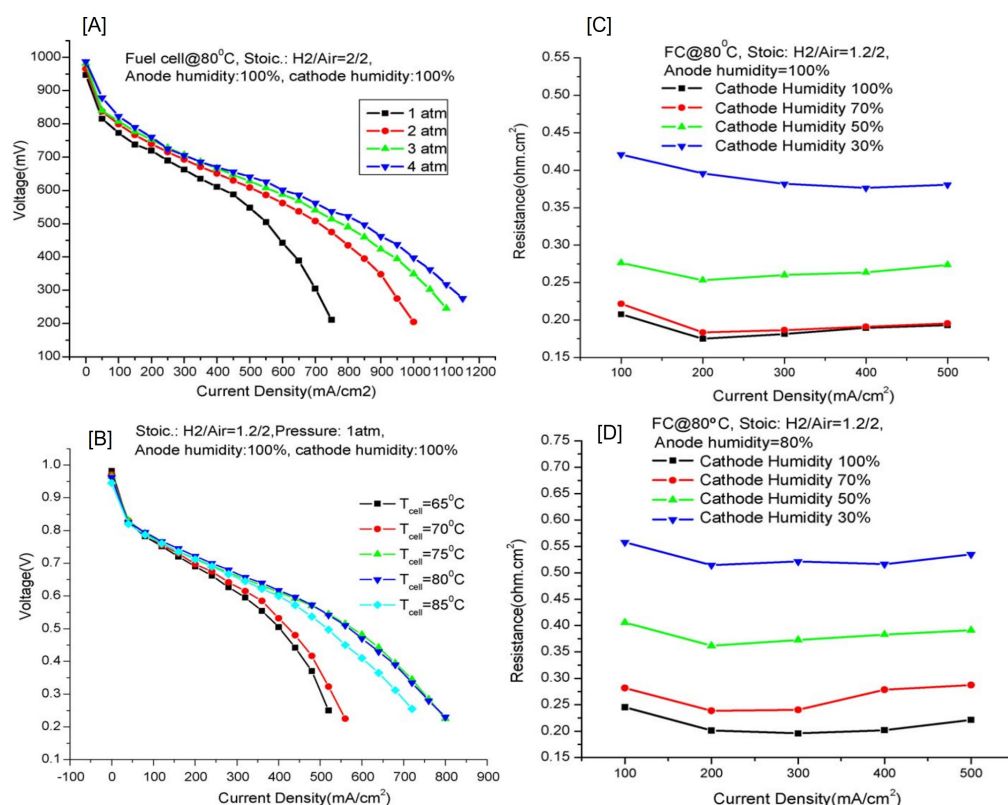 [A]
Fuel cell@80⁰C, Stoic.: H2/Air=2/2,
Anode humidity:100%, cathode humidity:100%
1 atm
2 atm
3 atm
4 atm
Voltage(mV)
1000
900
800
700
600
500
400
300
200
100
0 100 200 300 400 500 600 700 800 900 1000 1100 1200
Current Density(mA/cm2)
[C]
FC@80⁰C, Stoic: H2/Air=1.2/2,
Anode humidity=100%
Cathode Humidity 100%
Cathode Humidity 70%
Cathode Humidity 50%
Cathode Humidity 30%
Resistance(ohm.cm²)
0.55
0.50
0.45
0.40
0.35
0.30
0.25
0.20
0.15
100 200 300 400 500
Current Density(mA/cm²)
[B]
Stoic.: H2/Air=1.2/2,Pressure: 1atm,
Anode humidity:100%, cathode humidity:100%
T_cell=65⁰C
T_cell=70⁰C
T_cell=75⁰C
T_cell=80⁰C
T_cell=85⁰C
Voltage(V)
1.0
0.9
0.8
0.7
0.6
0.5
0.4
0.3
0.2
0.1
-100 0 100 200 300 400 500 600 700 800 900
Current Density(mA/cm²)
[D]
FC@80ºC, Stoic: H2/Air=1.2/2,
Anode humidity=80%
Cathode Humidity 100%
Cathode Humidity 70%
Cathode Humidity 50%
Cathode Humidity 30%
Resistance(ohm.cm²)
0.75
0.70
0.65
0.60
0.55
0.50
0.45
0.40
0.35
0.30
0.25
0.20
0.15
100 200 300 400 500
Current Density(mA/cm²)